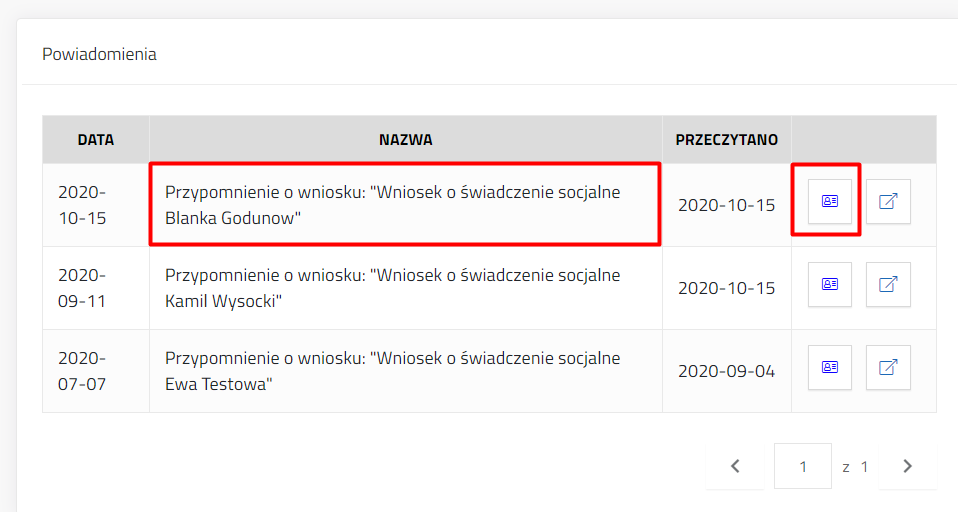 Powiadomienia
DATA NAZWA PRZECZYTANO
2020-
10-15
Przypomnienie o wniosku: "Wniosek o świadczenie socjalne
Blanka Godunow"
2020-10-15
2020-
09-11
Przypomnienie o wniosku: "Wniosek o świadczenie socjalne
Kamil Wysocki"
2020-10-15
2020-
07-07
Przypomnienie o wniosku: "Wniosek o świadczenie socjalne
Ewa Testowa"
2020-09-04
1 z 1